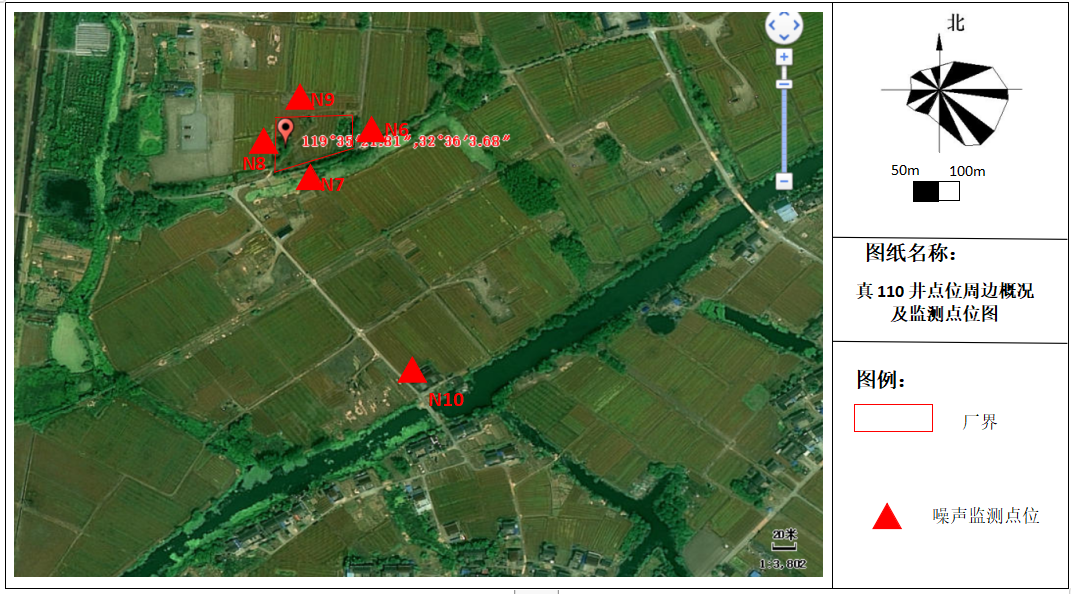 N9
N6
119°35′21.81″,32°36′3.68″
N8
N7
N10
20米
1:3,802
北
50m 100m
图纸名称：
真 110 井点位周边概况
及监测点位图
图例：
厂界
噪声监测点位